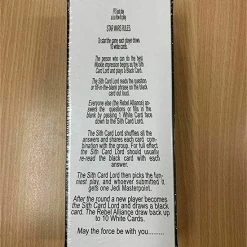 STAR WARS RULES
To start the game each player draws
10 white cards.
The person who can do the best
Wookie impression begins as the Sith
Card Lord and plays a Black Card.
The Sith Card Lord reads the question
or fill-in-the-blank phrase on the black
card out loud.
Everyone else (the Rebel Alliance)
answer the questions or fills in the
blank by passing 1 White Card face
down to the Sith Card Lord.
The Sith Card Lord shuffles all the
answers and shares each card com-
bination with the group. For full effect
the Sith Card Lord should usually
re-read the black card with each
answer.
The Sith Card Lord then picks the fun-
niest play, and whoever submitted it
gets one Jedi Masterpoint.
After the round a new player becomes
the Sith Card Lord and draws a black
card. The Rebel Alliance draw back up
to 10 White Cards.
May the force be with you........